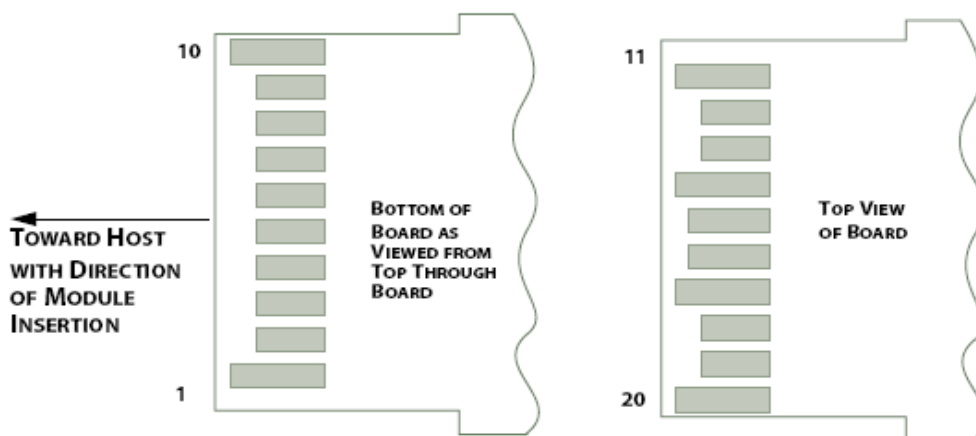 10
11
TOWARD HOST
WITH DIRECTION
OF MODULE
INSERTION
BOTTOM OF
BOARD AS
VIEWED FROM
TOP THROUGH
BOARD
TOP VIEW
OF BOARD
1
20